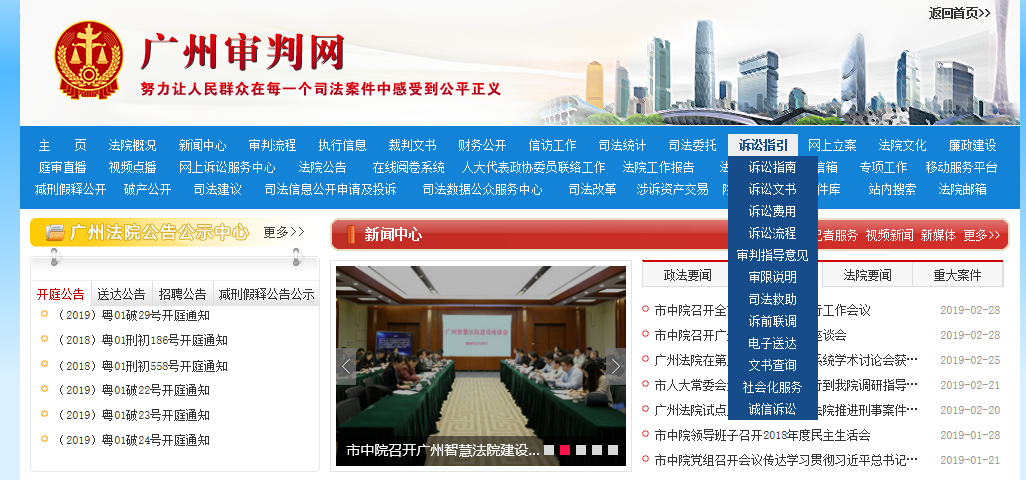 返回首页>>
广州审判网
努力让人民群众在每一个司法案件中感受到公平正义
主 页 法院概况 新闻中心 审判流程 执行信息 裁判文书 财务公开 信访工作 司法统计 司法委托 诉讼指引 网上立案 法院文化 廉政建设
庭审直播 视频点播 网上诉讼服务中心 法院公告 在线阅卷系统 人大代表政协委员联络工作 法院工作报告 信箱 专项工作 移动服务平台
减刑假释公开 破产公开 司法建议 司法信息公开申请及投诉 司法数据公众服务中心 司法改革 涉诉资产交易 件库 站内搜索 法院邮箱
诉讼指南
诉讼文书
诉讼费用
诉讼流程
审判指导意见
审限说明
司法救助
诉前联调
电子送达
文书查询
社会化服务
诚信诉讼
广州法院公告公示中心 更多>>
开庭公告 送达公告 招聘公告 减刑假释公告公示
（2019）粤01破29号开庭通知
（2018）粤01刑初186号开庭通知
（2018）粤01刑初558号开庭通知
（2019）粤01破22号开庭通知
（2019）粤01破23号开庭通知
（2019）粤01破24号开庭通知
新闻中心 记者服务 视频新闻 新媒体 更多>>
广州智慧法院建设座谈会
市中院召开广州智慧法院建设...
政法要闻 法院要闻 重大案件
市中院召开全 行工作会议 2019-02-28
市中院召开广 座谈会 2019-02-28
广州法院在第 系统学术讨论会获… 2019-02-25
市人大常委会 行到我院调研指导… 2019-02-21
广州法院试点 法院推进刑事案件… 2019-02-20
市中院领导班子召开2018年度民主生活会 2019-01-28
市中院党组召开会议传达学习贯彻习近平总书记… 2019-01-21